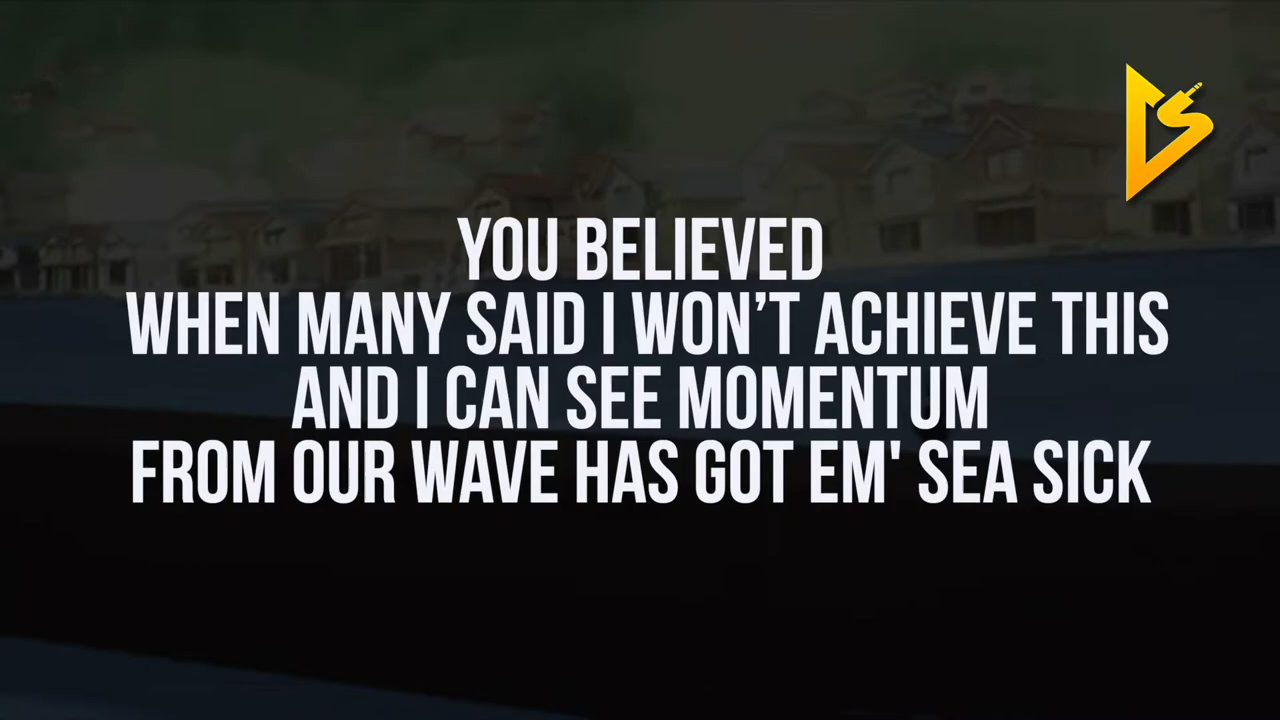 YOU BELIEVED
WHEN MANY SAID I WON’T ACHIEVE THIS
AND I CAN SEE MOMENTUM
FROM OUR WAVE HAS GOT EM' SEA SICK